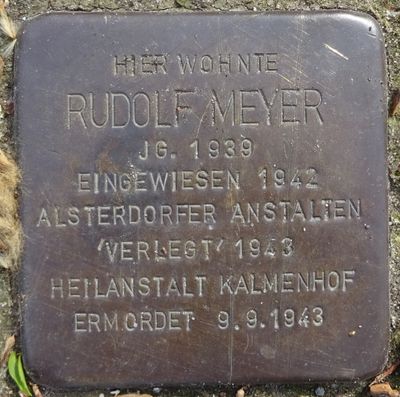 HIER WOHNTE
RUDOLF MEYER
JG. 1939
EINGEWIESEN 1942
ALSTERDORFER ANSTALTEN
'VERLEGT' 1943
HEILANSTALT KALMENHOF
ERMORDET 9.9.1943